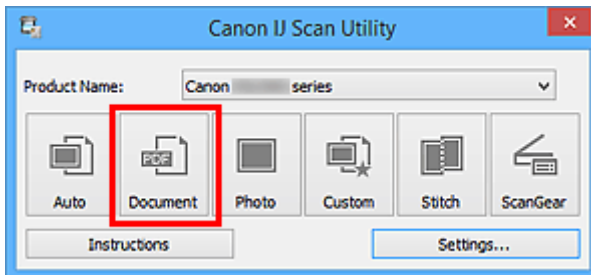 Canon IJ Scan Utility
Product Name: Canon series
PDF
Auto Document Photo Custom Stitch ScanGear
Instructions Settings...